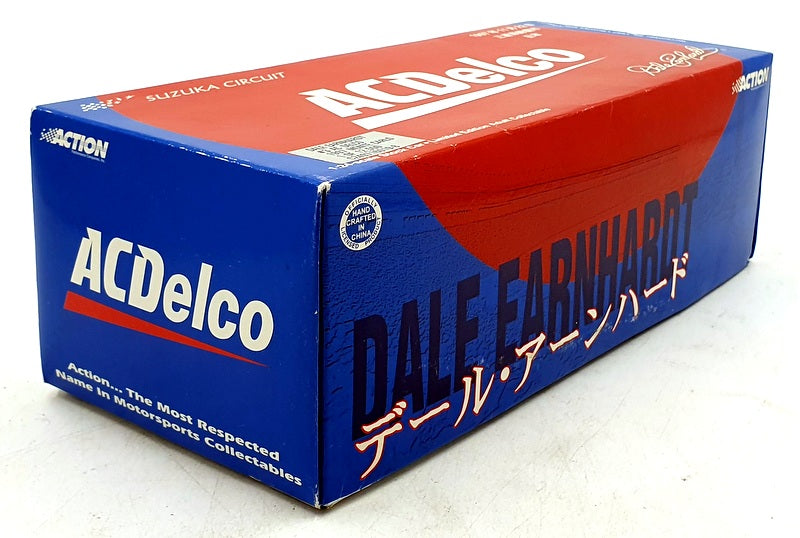 SUZUKA CIRCUIT
ACDelco
ACTION
ACTION
OFFICIALLY LICENSED PRODUCT
HAND
CRAFTED
IN
CHINA
DALE EARNHARDT
デール・アーンハード
ACDelco
Action... The Most Respected
Name In Motorsports Collectables